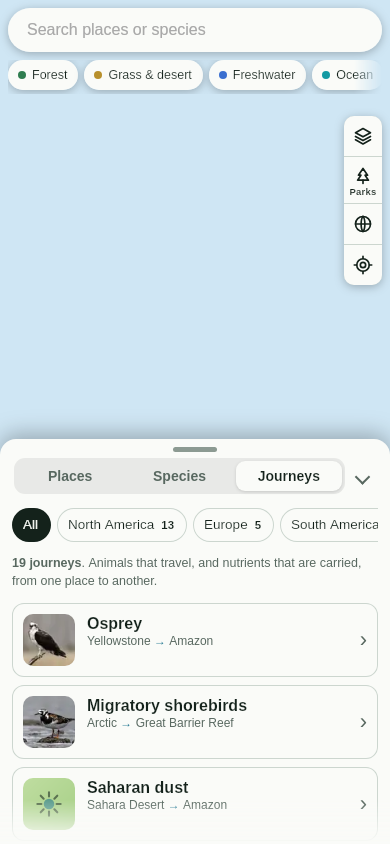 Search places or species
Forest
Grass & desert
Freshwater
Ocean
Parks
Places
Species
Journeys
All
North America 13
Europe 5
South America
19 journeys. Animals that travel, and nutrients that are carried,
from one place to another.
Osprey
Yellowstone → Amazon
Migratory shorebirds
Arctic → Great Barrier Reef
Saharan dust
Sahara Desert → Amazon